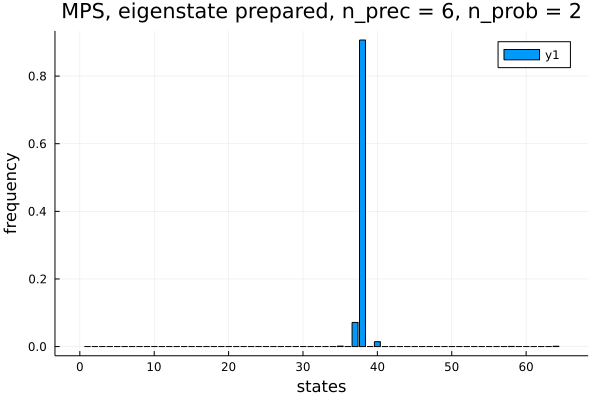 MPS, eigenstate prepared, n_prec = 6, n_prob = 2
y1
frequency
0.8
0.6
0.4
0.2
0.0
0 10 20 30 40 50 60
states